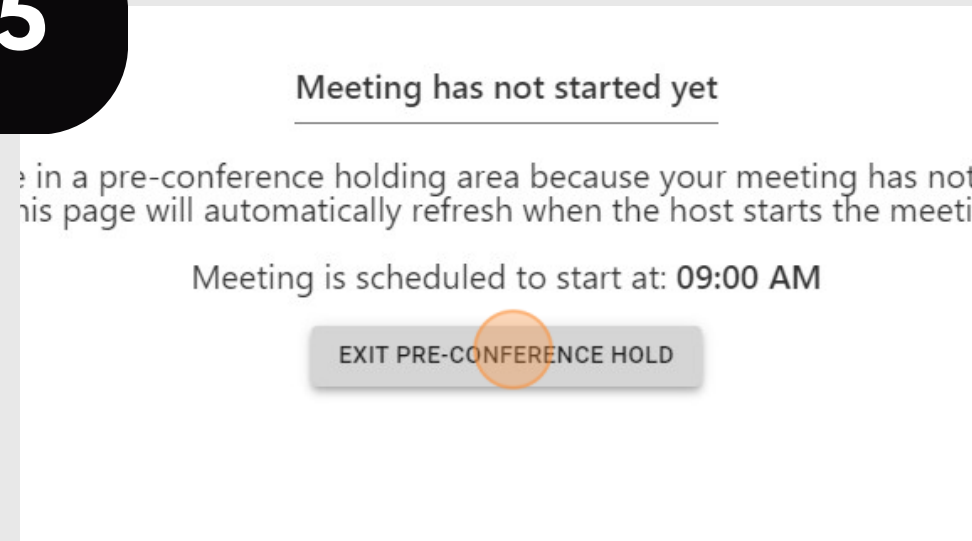 5
Meeting has not started yet
in a pre-conference holding area because your meeting has not
page will automatically refresh when the host starts the
Meeting is scheduled to start at: 09:00 AM
EXIT PRE-CONFERENCE HOLD